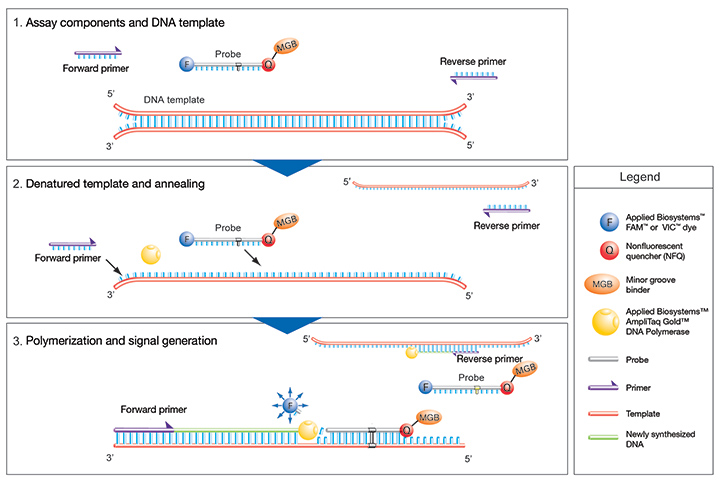 1. Assay components and DNA template
Forward primer
Probe
F
Q
MGB
Reverse primer
5'
3'
DNA template
3'
5'
2. Denatured template and annealing
5'
3'
Reverse primer
Probe
F
Q
MGB
Forward primer
3'
5'
3. Polymerization and signal generation
5'
3'
Reverse primer
Probe
F
Q
MGB
F
Forward primer
Q
MGB
3'
5'
Legend
F
Applied Biosystems™
FAM™ or VIC™ dye
Q
Nonfluorescent
quencher (NFQ)
MGB
Minor groove
binder
Applied Biosystems™
AmpliTaq Gold™
DNA Polymerase
Probe
Primer
Template
Newly synthesized
DNA